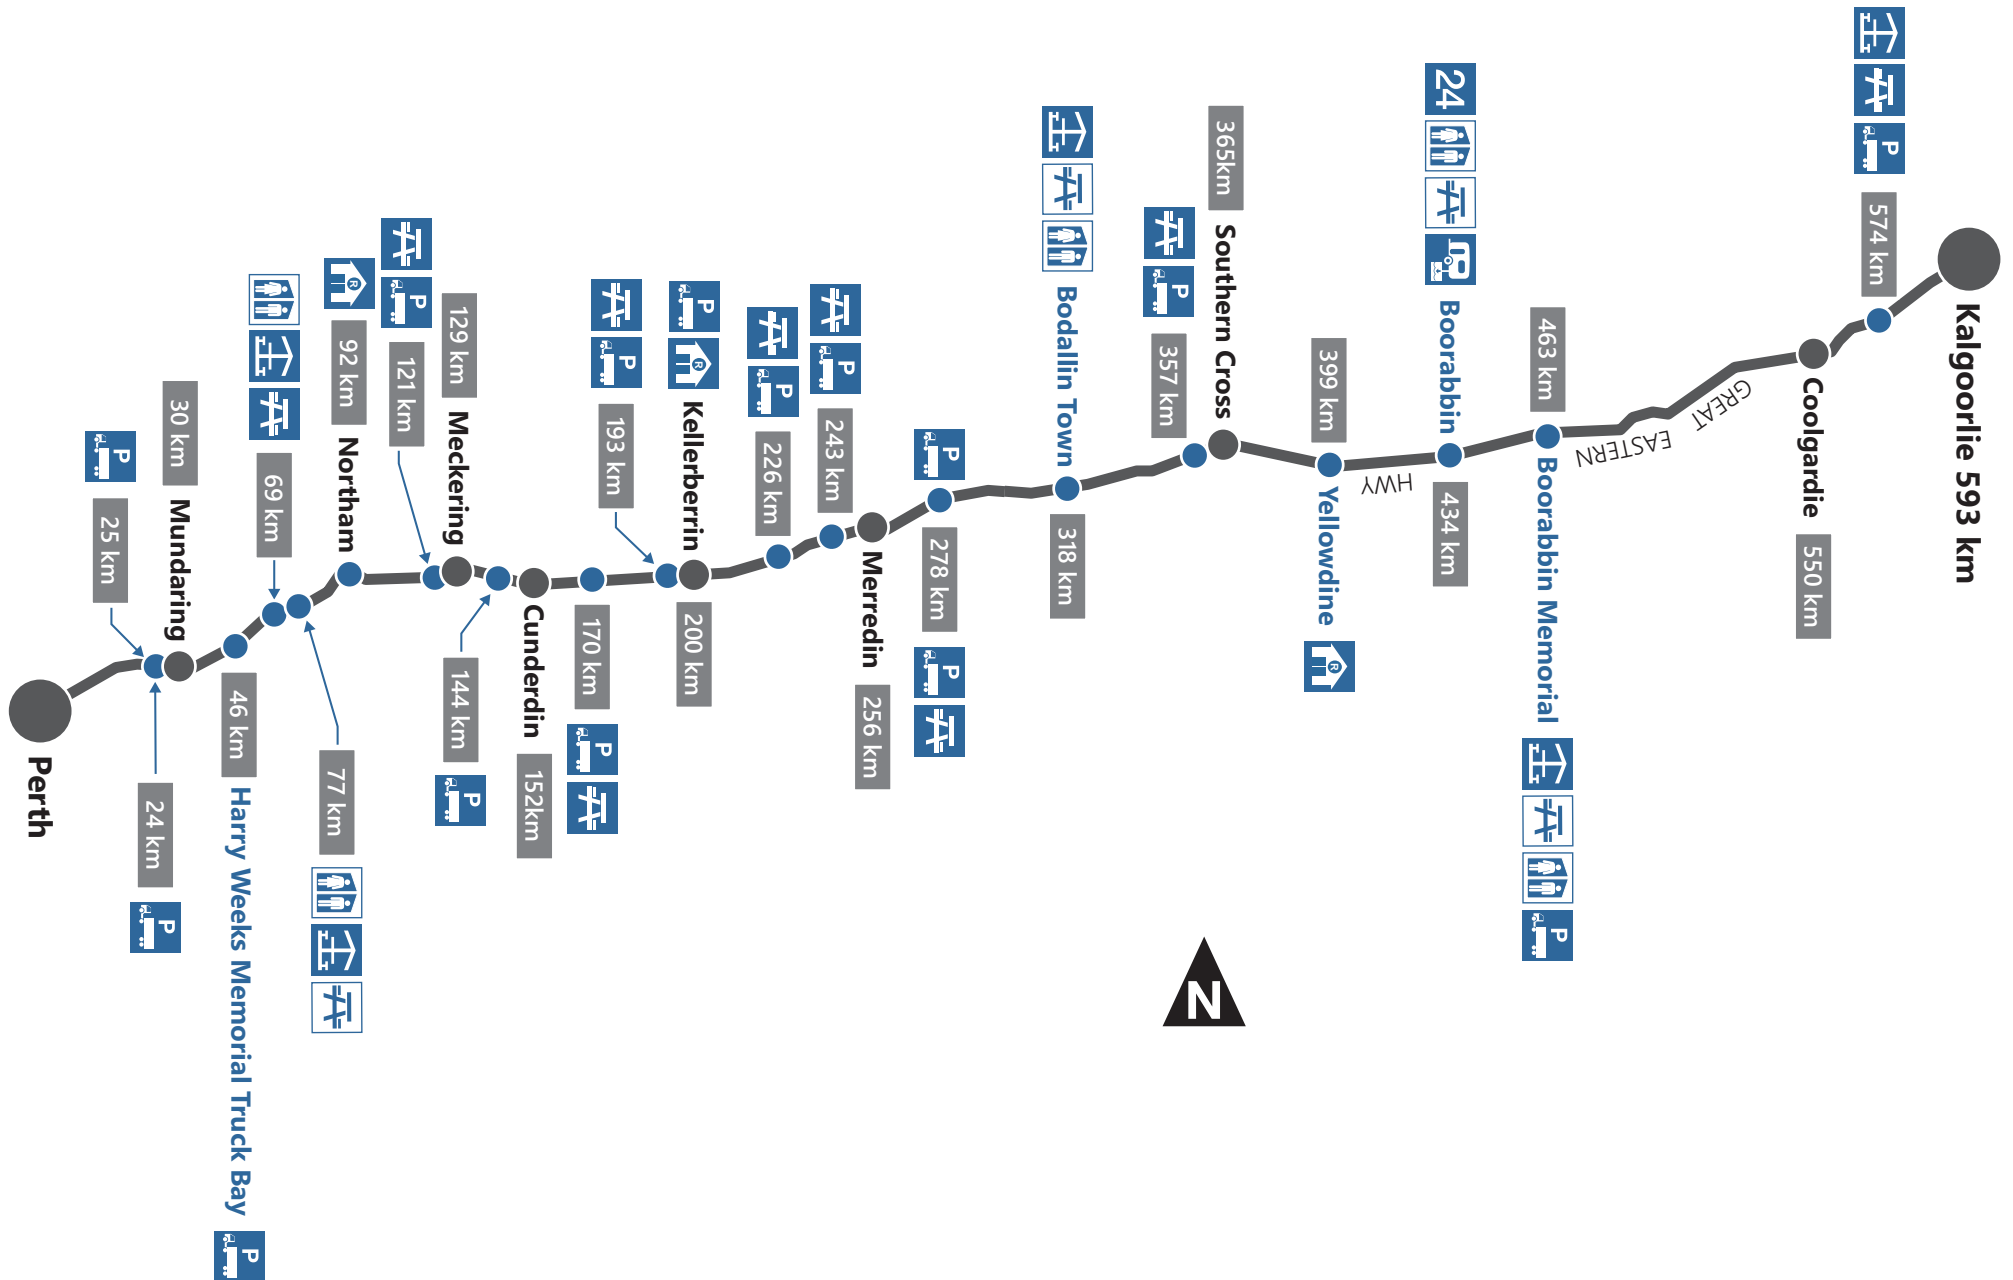 Perth
P
25 km
24 km
P
30 km
Mundaring
46 km
Harry Weeks Memorial Truck Bay
P
69 km
77 km
R
92 km
Northam
P
121 km
129 km
Meckering
144 km
P
Cunderdin
152km
170 km
P
P
193 km
P
R
Kellerberrin
200 km
P
226 km
P
243 km
Merredin
256 km
P
278 km
P
Bodallin Town
318 km
P
357 km
365km
Southern Cross
399 km
Yellowdine
R
24
Boorabbin
434 km
463 km
Boorabbin Memorial
P
GREAT
EASTERN
HWY
Coolgardie
550 km
P
574 km
Kalgoorlie 593 km
N